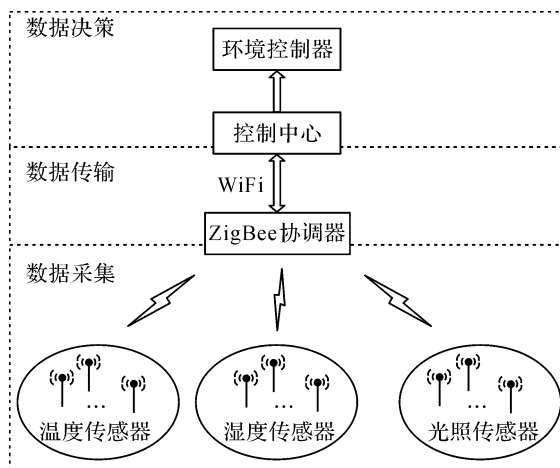 数据决策
环境控制器
控制中心
数据传输
WiFi
ZigBee协调器
数据采集
...
温度传感器
...
湿度传感器
...
光照传感器